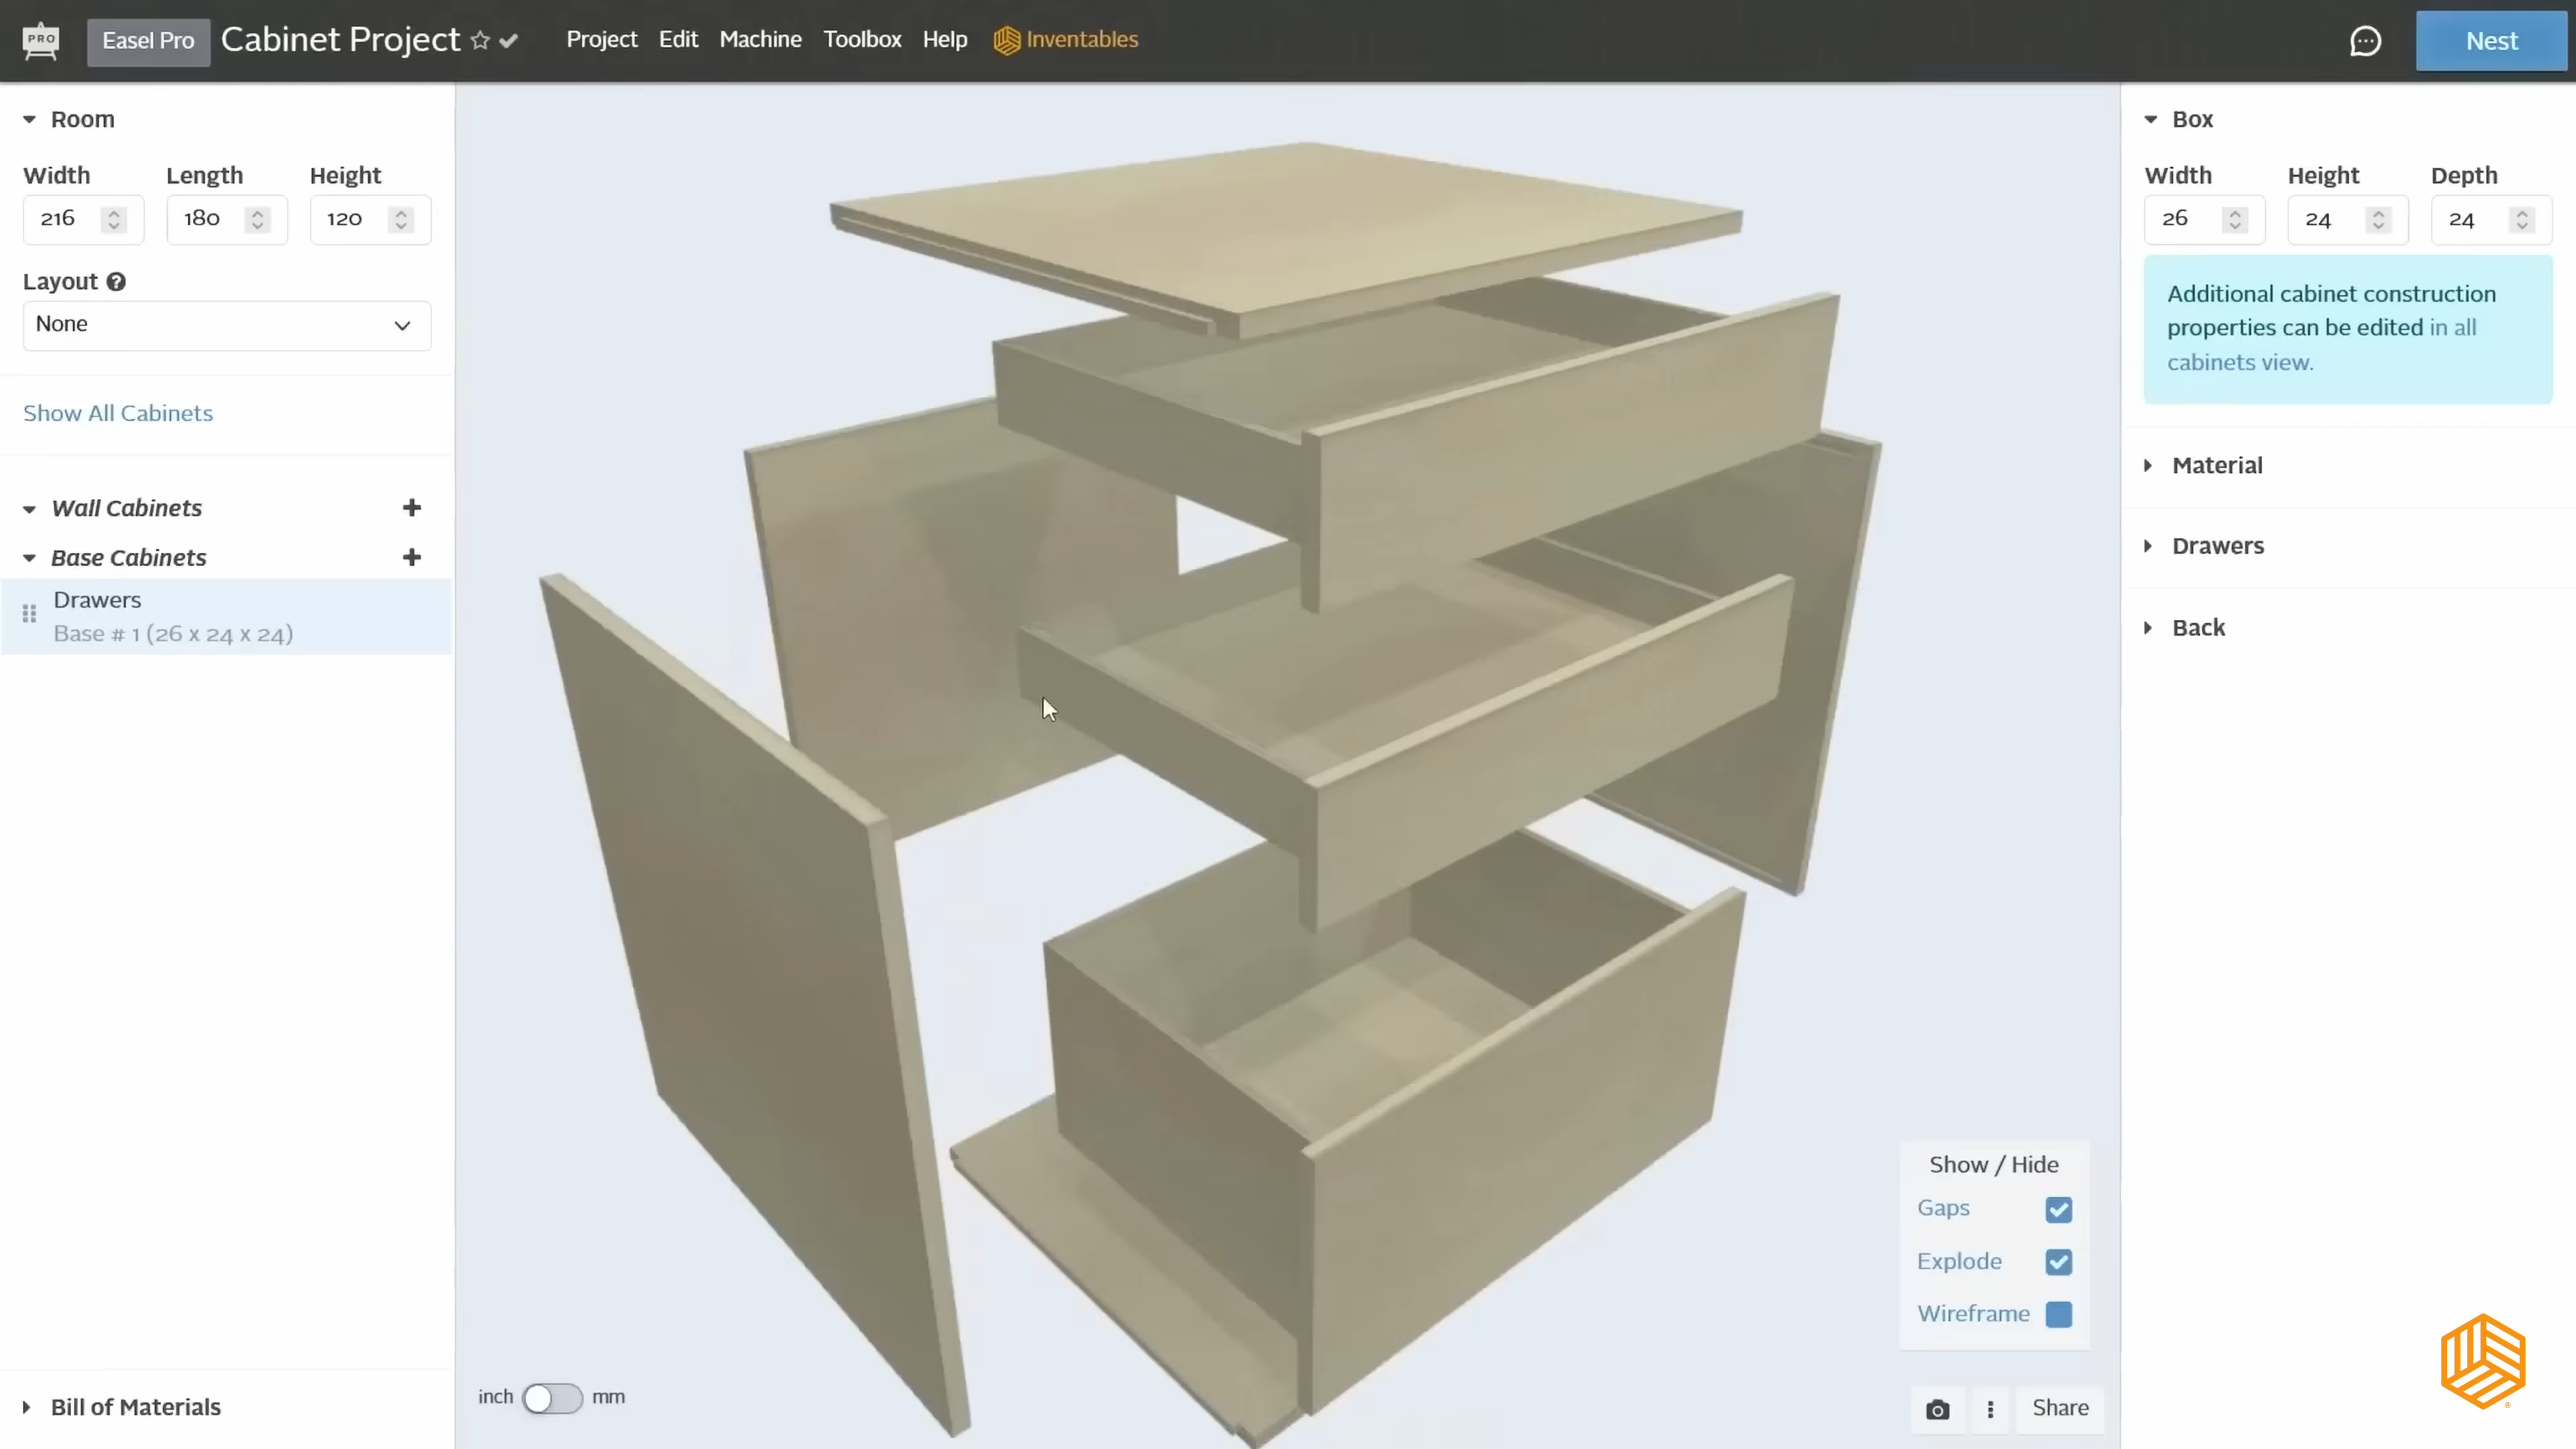 PRO
Easel Pro
Cabinet Project
Project Edit Machine Toolbox Help Inventables
Nest
Room
Width Length Height
216 180 120
Layout
None
Show All Cabinets
Wall Cabinets
Base Cabinets
Drawers
Base # 1 (26 x 24 x 24)
Bill of Materials
inch mm
Show / Hide
Gaps
Explode
Wireframe
Share
Box
Width Height Depth
26 24 24
Additional cabinet construction
properties can be edited in all
cabinets view.
Material
Drawers
Back